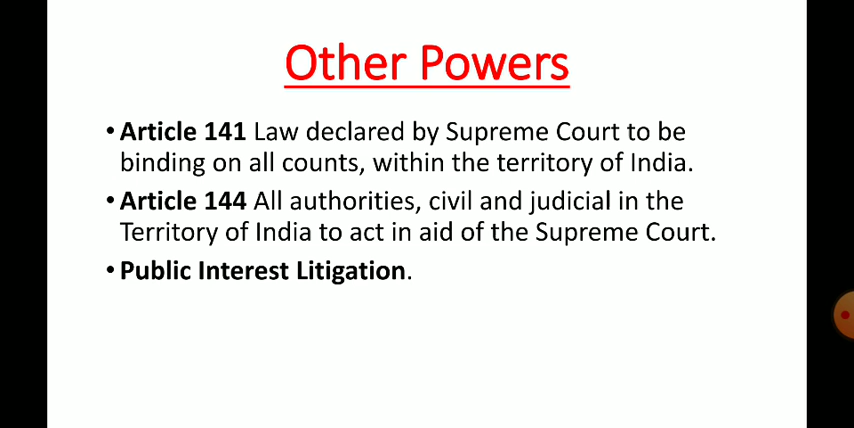 Other Powers
• Article 141 Law declared by Supreme Court to be
binding on all counts, within the territory of India.
• Article 144 All authorities, civil and judicial in the
Territory of India to act in aid of the Supreme Court.
• Public Interest Litigation.